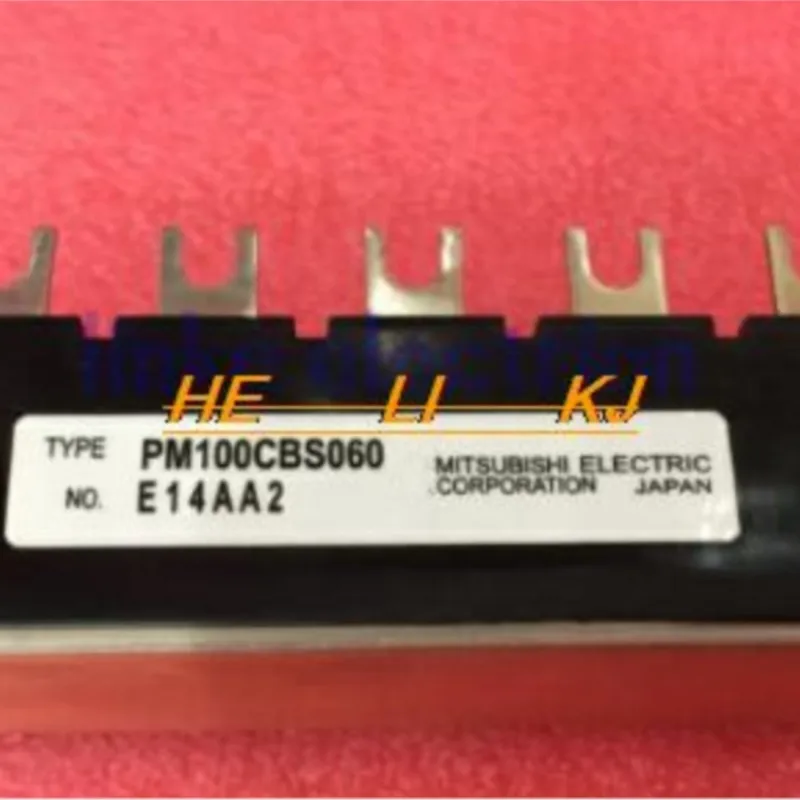 HE LI KJ
TYPE PM100CBS060
NO. E14AA2
MITSUBISHI ELECTRIC
CORPORATION JAPAN